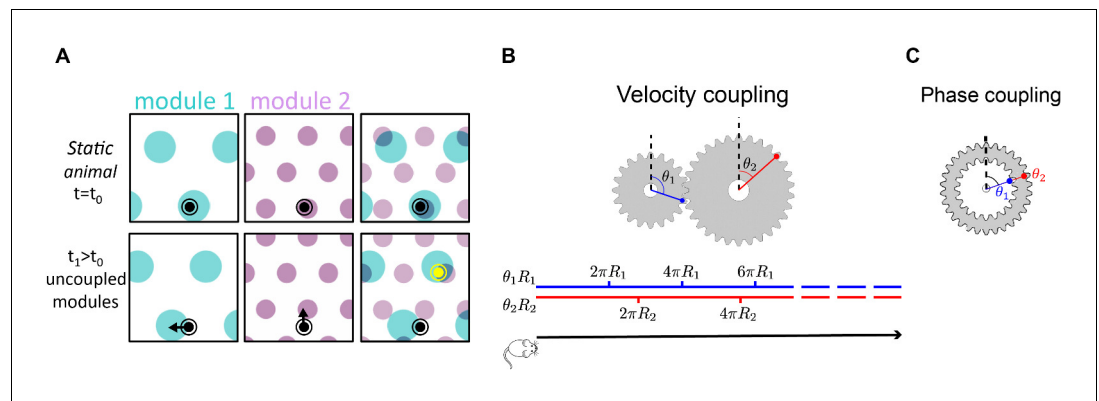 A
module 1
module 2
Static
animal
t=t₀
t₁>t₀
uncoupled
modules
B
Velocity coupling
θ₁
θ₂
θ₁R₁
2πR₁
4πR₁
6πR₁
θ₂R₂
2πR₂
4πR₂
C
Phase coupling
θ₁
θ₂